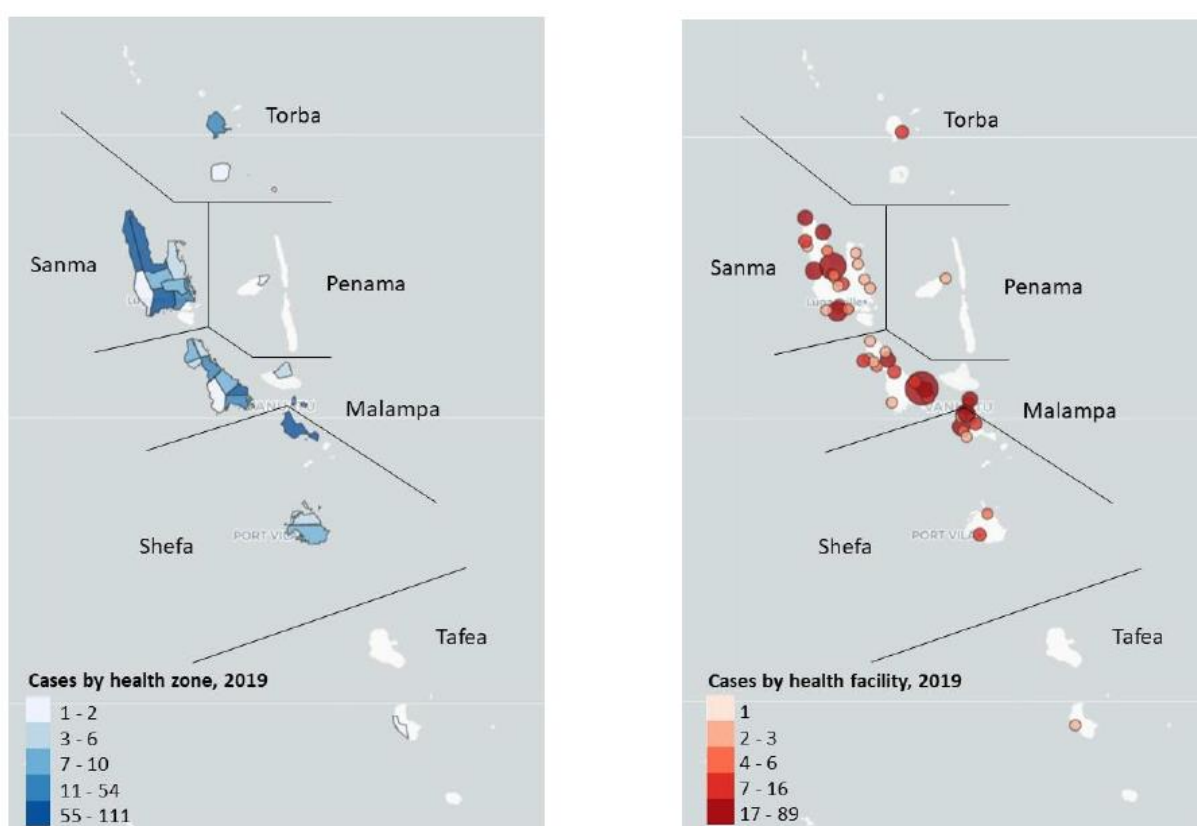 Torba
Sanma
Penama
Malampa
PORT VILA
Shefa
Tafea
Cases by health zone, 2019
1 - 2
3 - 6
7 - 10
11 - 54
55 - 111
Torba
Sanma
Penama
Malampa
PORT VILA
Shefa
Tafea
Cases by health facility, 2019
1
2 - 3
4 - 6
7 - 16
17 - 89